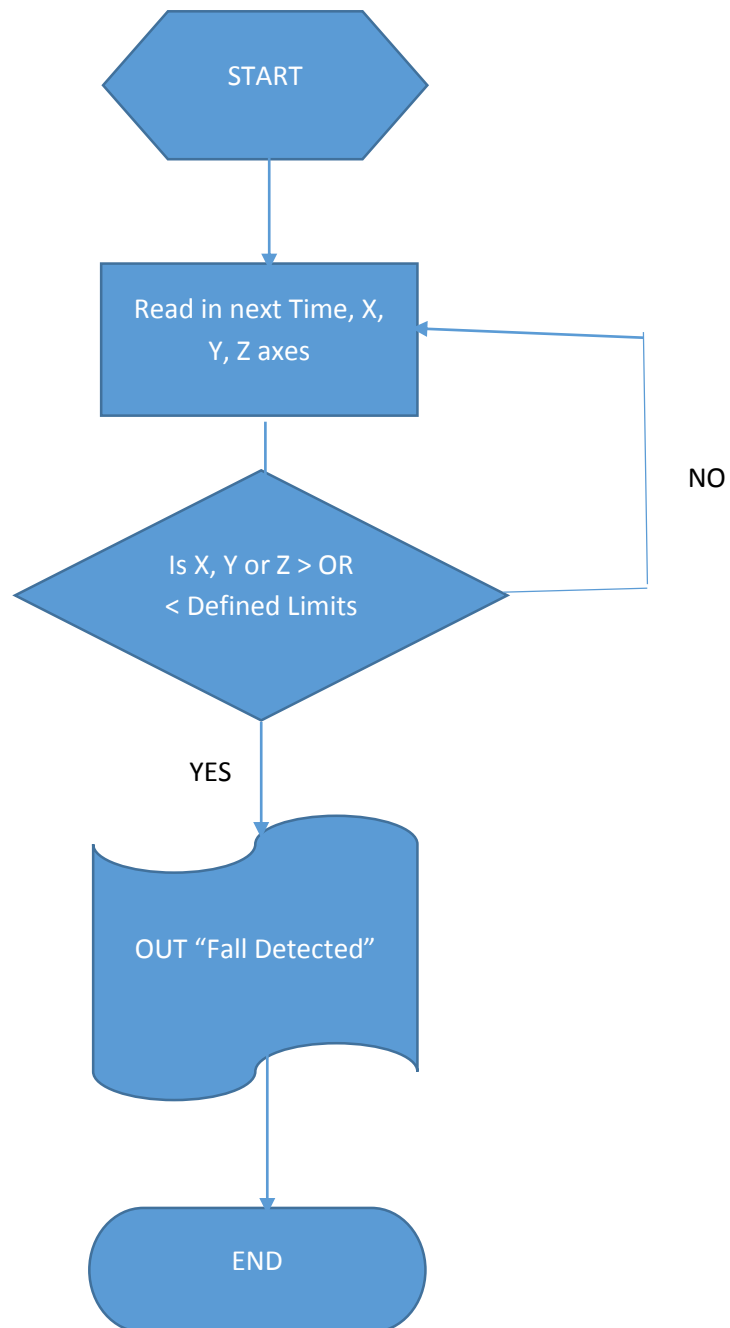 START
Read in next Time, X,
Y, Z axes
NO
Is X, Y or Z > OR
< Defined Limits
YES
OUT “Fall Detected”
END